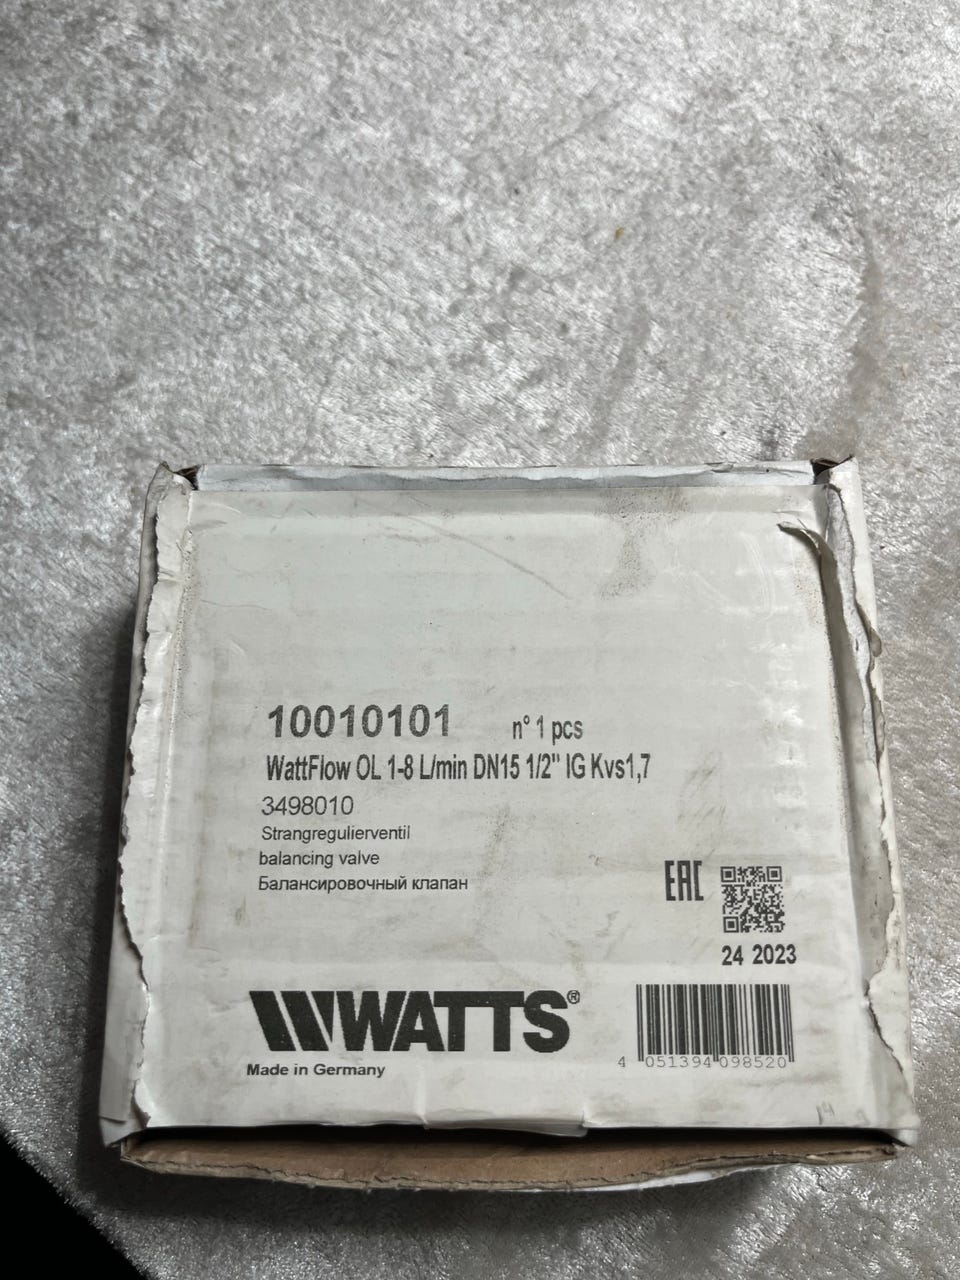 10010101 n° 1 pcs
WattFlow OL 1-8 L/min DN15 1/2" IG Kvs1,7
3498010
Strangregulierventil
balancing valve
Балансировочный клапан
EAC
24 2023
WATTS®
Made in Germany
4 051394 098520